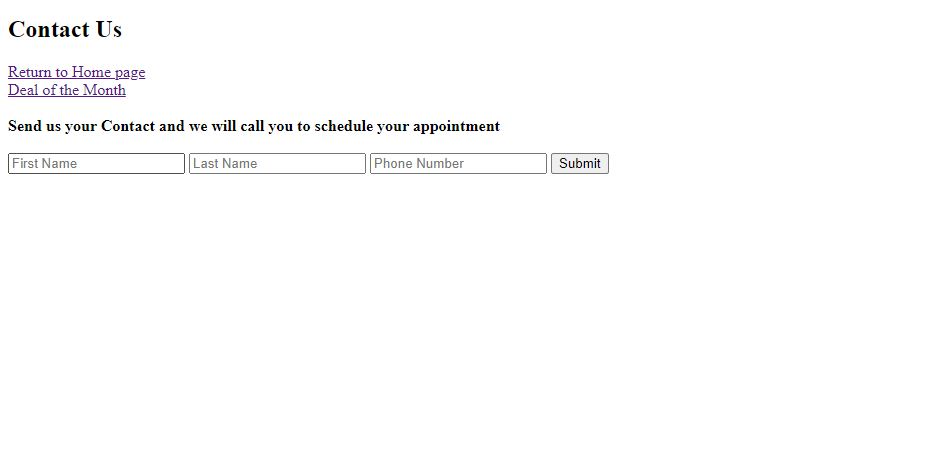 Contact Us
Return to Home page
Deal of the Month
Send us your Contact and we will call you to schedule your appointment
First Name Last Name Phone Number Submit